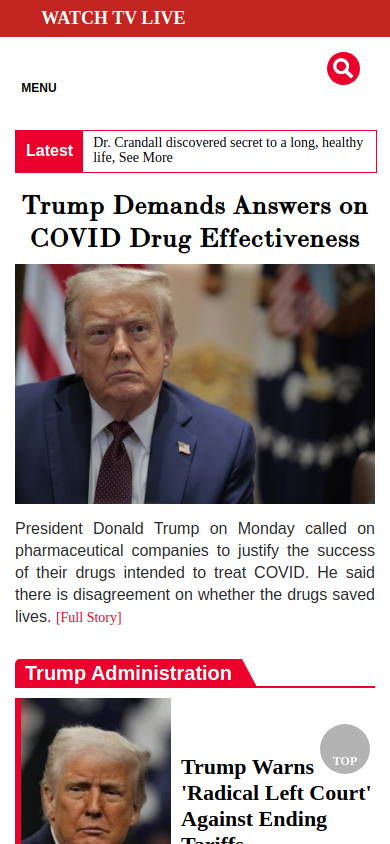 WATCH TV LIVE
MENU
Latest
Dr. Crandall discovered secret to a long, healthy
life, See More
Trump Demands Answers on
COVID Drug Effectiveness
President Donald Trump on Monday called on
pharmaceutical companies to justify the success
of their drugs intended to treat COVID. He said
there is disagreement on whether the drugs saved
lives. [Full Story]
Trump Administration
TOP
Trump Warns
'Radical Left Court'
Against Ending
Tariffs